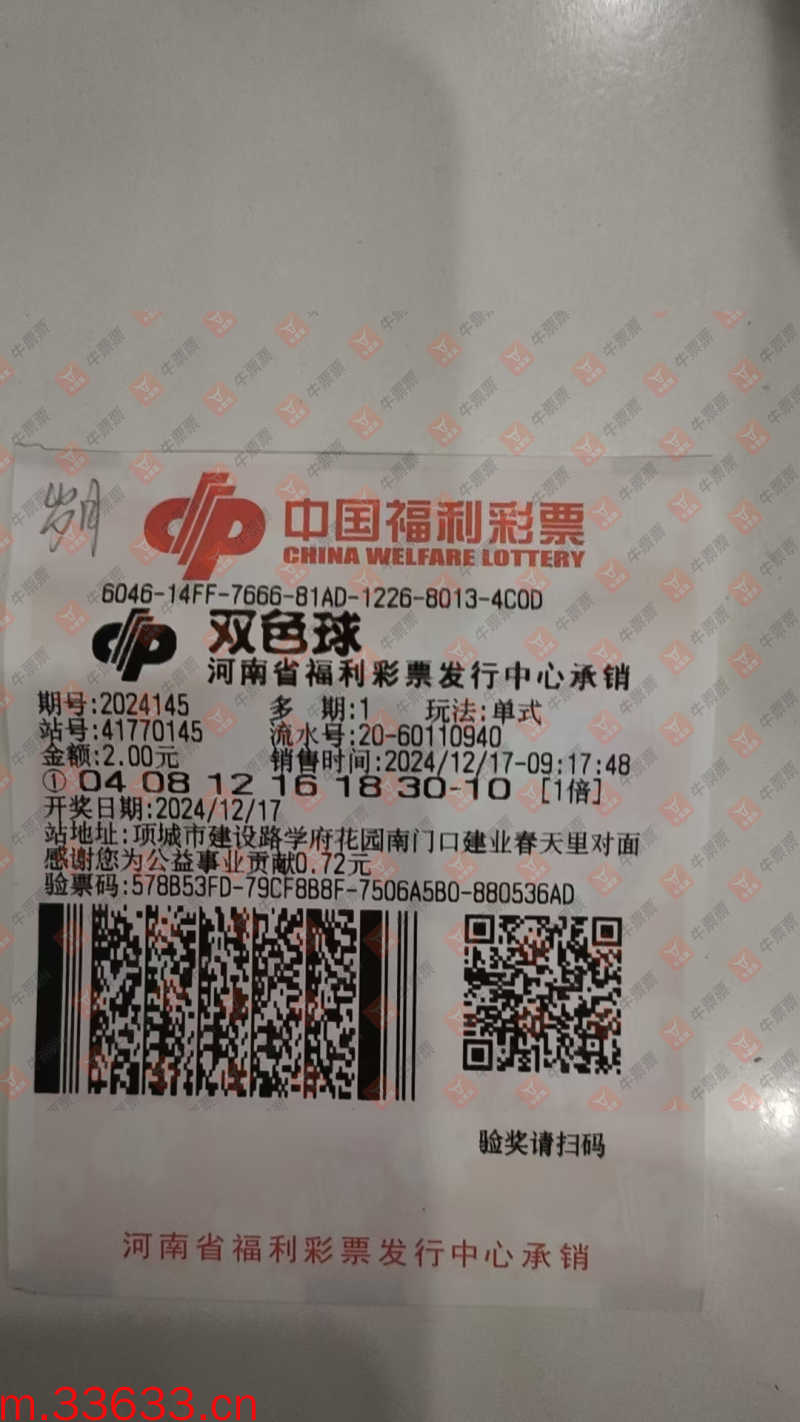 岁月
中国福利彩票
CHINA WELFARE LOTTERY
6046-14FF-7666-81AD-1226-8013-4C0D
双色球
河南省福利彩票发行中心承销
期号:2024145 多 期:1 玩法:单式
站号:41770145 流水号:20-60110940
金额:2.00元 销售时间:2024/12/17-09:17:48
① 04 08 12 16 18 30-10 [1倍]
开奖日期:2024/12/17
站地址:项城市建设路学府花园南门口建业春天里对面
感谢您为公益事业贡献0.72元
验票码:578B53FD-79CF8B8F-7506A5B0-880536AD
验奖请扫码
河南省福利彩票发行中心承销
牛票票
m.33633.cn